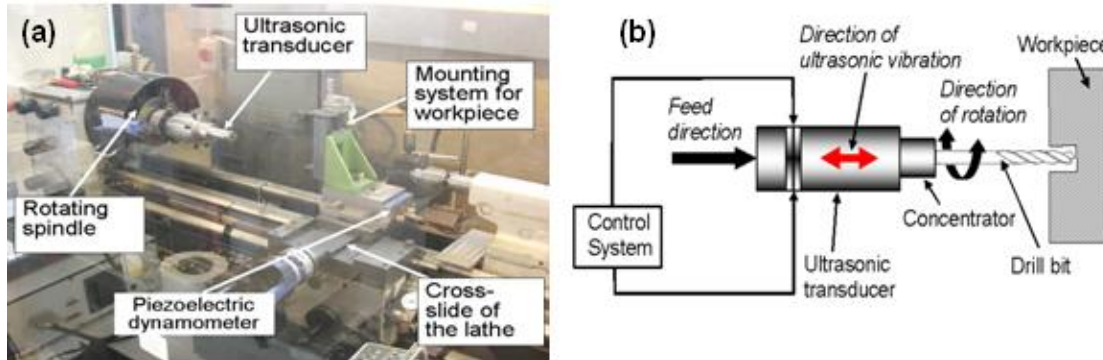 (a)
Ultrasonic
transducer
Mounting
system for
workpiece
Rotating
spindle
Piezoelectric
dynamometer
Cross-
slide of
the lathe
(b)
Direction of
ultrasonic vibration
Workpiece
Direction
of rotation
Feed
direction
Control
System
Concentrator
Ultrasonic
transducer
Drill bit